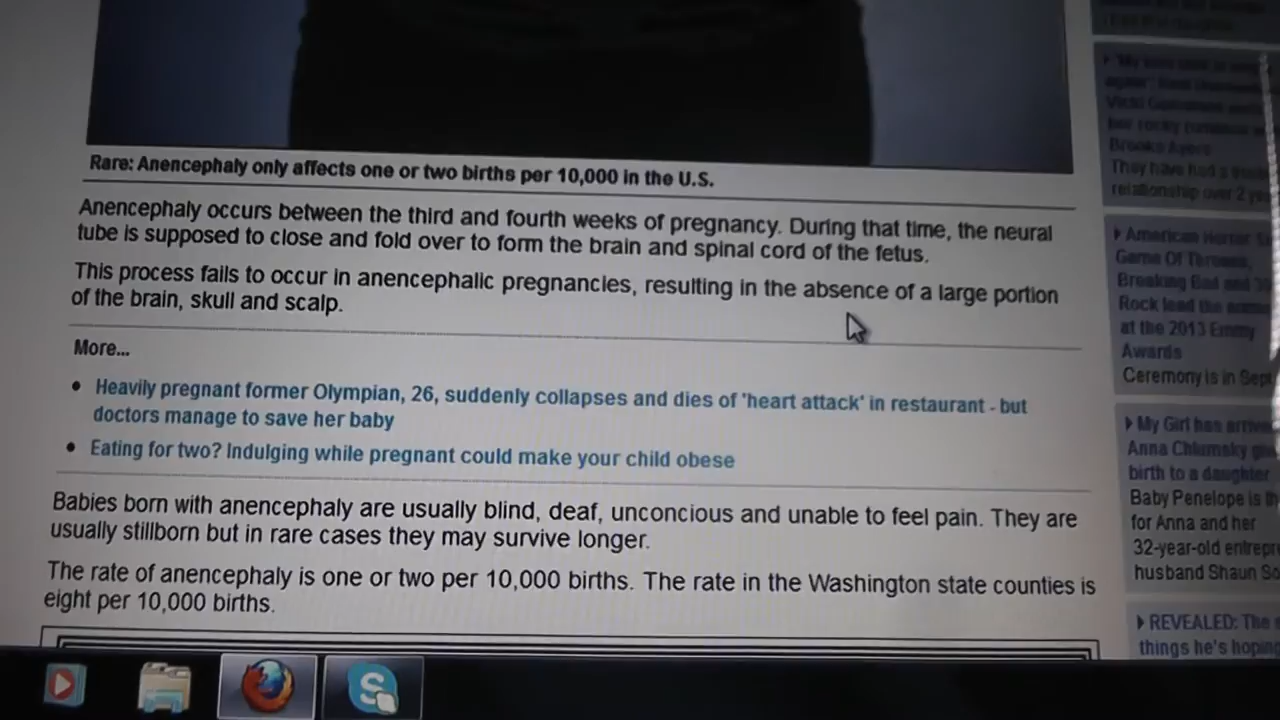 Rare: Anencephaly only affects one or two births per 10,000 in the U.S.
Anencephaly occurs between the third and fourth weeks of pregnancy. During that time, the neural
tube is supposed to close and fold over to form the brain and spinal cord of the fetus.
This process fails to occur in anencephalic pregnancies, resulting in the absence of a large portion
of the brain, skull and scalp.
More...
Heavily pregnant former Olympian, 26, suddenly collapses and dies of 'heart attack' in restaurant - but
doctors manage to save her baby
Eating for two? Indulging while pregnant could make your child obese
Babies born with anencephaly are usually blind, deaf, unconcious and unable to feel pain. They are
usually stillborn but in rare cases they may survive longer.
The rate of anencephaly is one or two per 10,000 births. The rate in the Washington state counties is
eight per 10,000 births.
Vicki
her rocky
Brooks Ayers
They have had a
relationship over 2
American Horror
Game Of Thrones,
Breaking Bad and 30
Rock lead the
at the 2013 Emmy
Awards
Ceremony is in Sept
My Girl has
Anna Chlumsky
birth to a daughter
Baby Penelope is
for Anna and her
32-year-old
husband Shaun So
REVEALED: The
things he's hoping
S